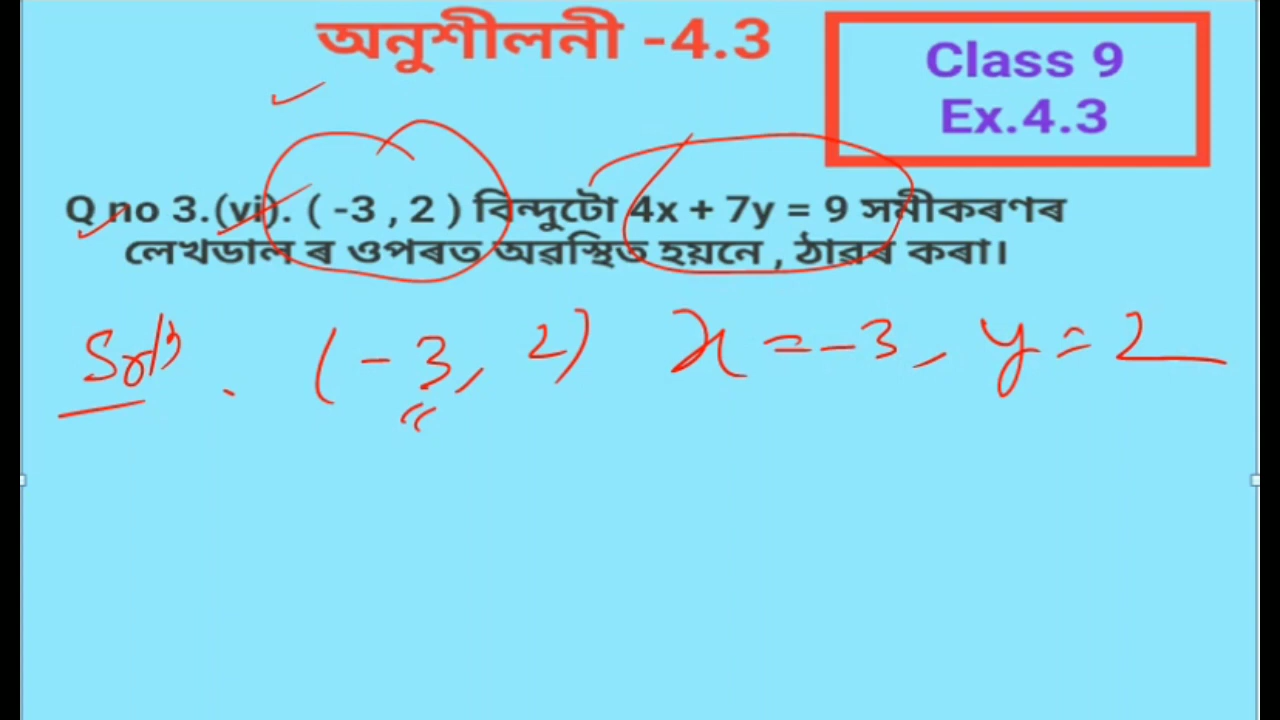 অনুশীলনী -4.3
Class 9
Ex.4.3
Q no 3.(vi). ( -3 , 2 ) বিন্দুটো 4x + 7y = 9 সমীকৰণৰ
লেখডাল ৰ ওপৰত অৱস্থিত হয়নে , ঠাৱৰ কৰা।
Soln . (-3, 2) x = -3, y = 2